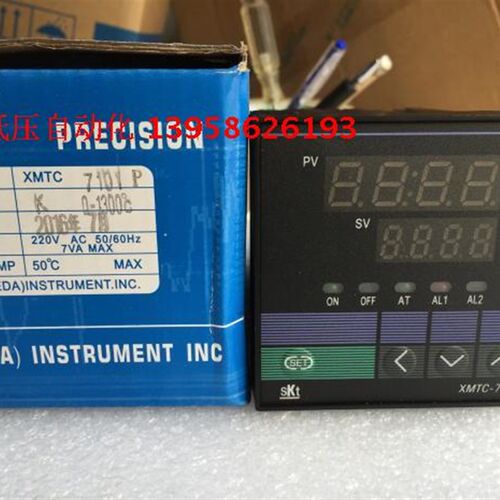 低压自动化 13958626193
PRECISION
XMTC 7101 P
K 0-1300℃
2016年 7月
220V AC 50/60Hz
7VA MAX
MP 50℃ MAX
EDA)INSTRUMENT.INC.
A) INSTRUMENT INC
PV
SV
ON OFF AT AL1 AL2
SET
skt
XMTC-7